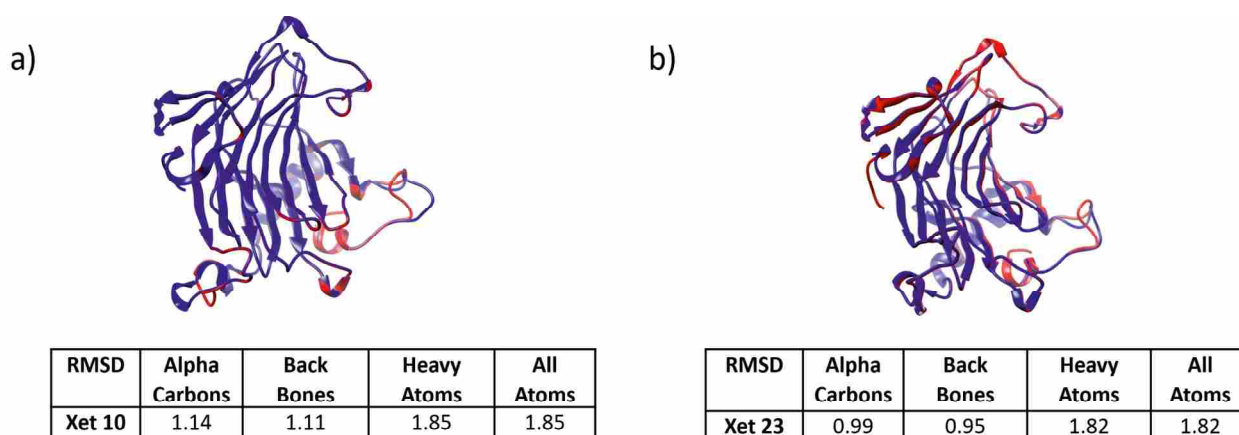 a)
b)
RMSD Alpha Carbons Back Bones Heavy Atoms All Atoms
Xet 10 1.14 1.11 1.85 1.85
RMSD Alpha Carbons Back Bones Heavy Atoms All Atoms
Xet 23 0.99 0.95 1.82 1.82